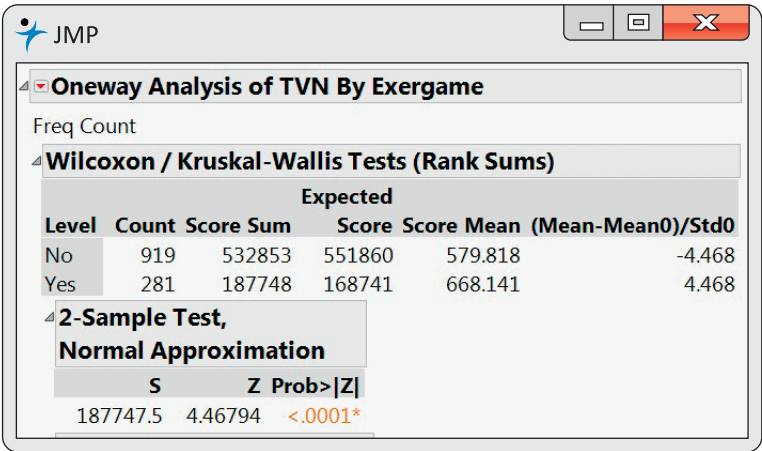 JMP
Oneway Analysis of TVN By Exergame
Freq Count
Wilcoxon / Kruskal-Wallis Tests (Rank Sums)
Expected
Level Count Score Sum Score Score Mean (Mean-Mean0)/Std0
No 919 532853 551860 579.818 -4.468
Yes 281 187748 168741 668.141 4.468
2-Sample Test,
Normal Approximation
S Z Prob>|Z|
187747.5 4.46794 <.0001*